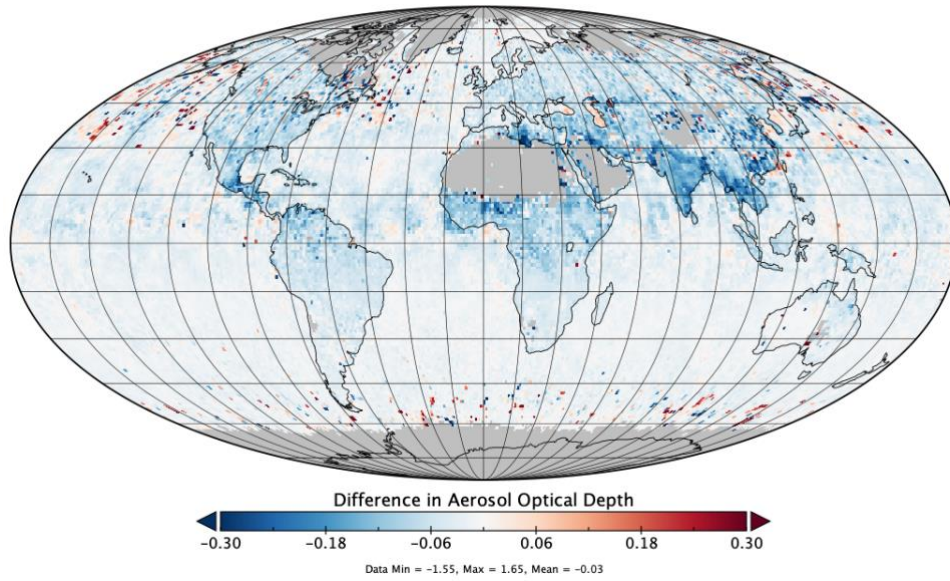 Difference in Aerosol Optical Depth
−0.30 −0.18 −0.06 0.06 0.18 0.30
Data Min = −1.55, Max = 1.65, Mean = −0.03